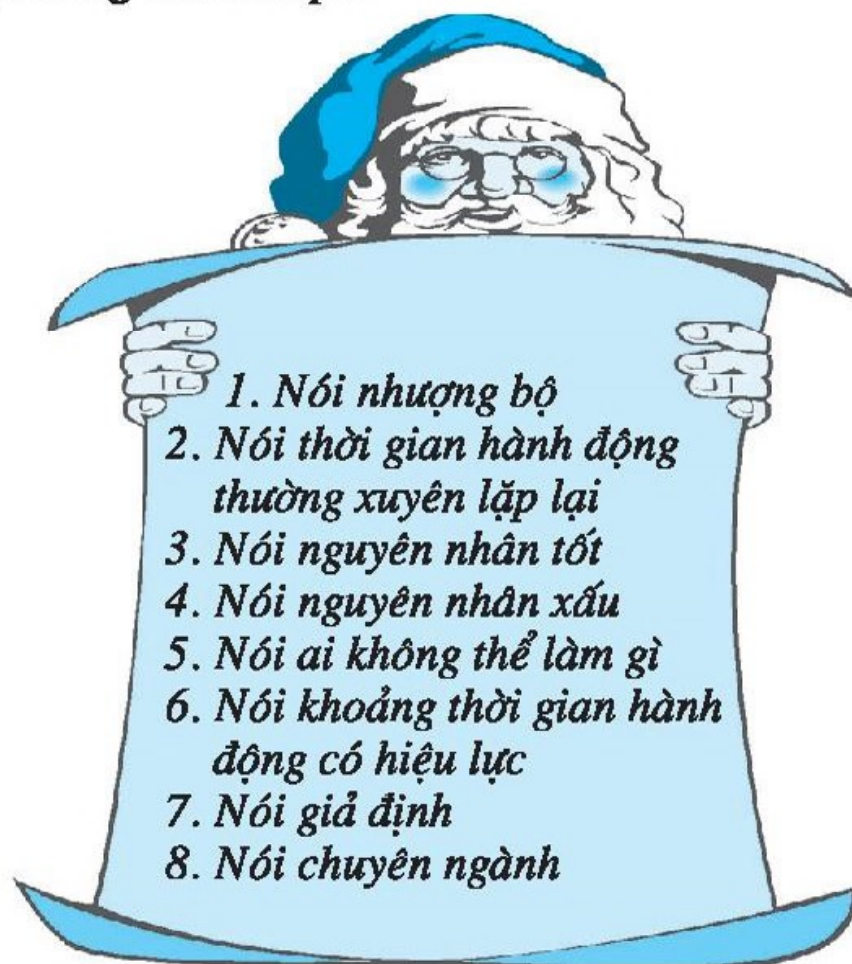 1. Nói nhượng bộ
2. Nói thời gian hành động
thường xuyên lặp lại
3. Nói nguyên nhân tốt
4. Nói nguyên nhân xấu
5. Nói ai không thể làm gì
6. Nói khoảng thời gian hành
động có hiệu lực
7. Nói giả định
8. Nói chuyên ngành